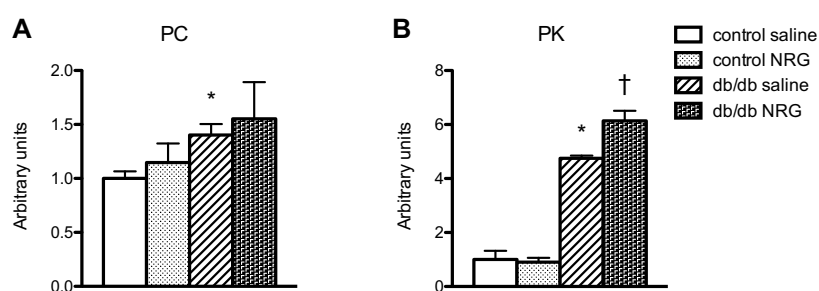 A
PC
2.0
1.5
1.0
0.5
0.0
Arbitrary units
*
B
PK
8
6
4
2
0
Arbitrary units
*
†
control saline
control NRG
db/db saline
db/db NRG